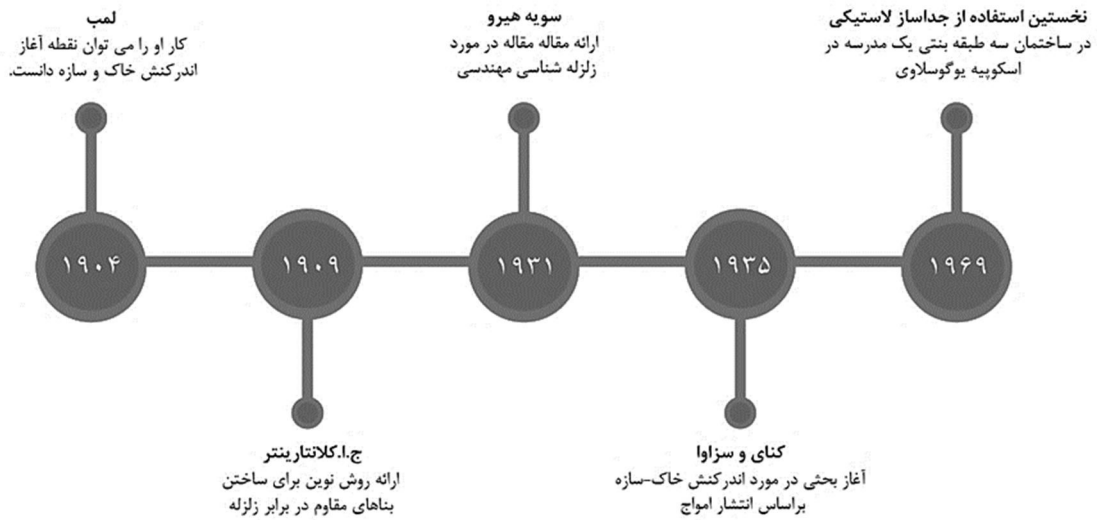 لمب
کار او را می توان نقطه آغاز
اندرکنش خاک و سازه دانست.
سویه هیرو
ارائه مقاله مقاله در مورد
زلزله شناسی مهندسی
نخستین استفاده از جداساز لاستیکی
در ساختمان سه طبقه بتنی یک مدرسه در
اسکوپیه یوگوسلاوی
۱۹۰۴
۱۹۰۹
۱۹۳۱
۱۹۳۵
۱۹۶۹
ج.ا.کلانتارینتر
ارائه روش نوین برای ساختن
بناهای مقاوم در برابر زلزله
کنای و سزاوا
آغاز بحثی در مورد اندرکنش خاک-سازه
براساس انتشار امواج